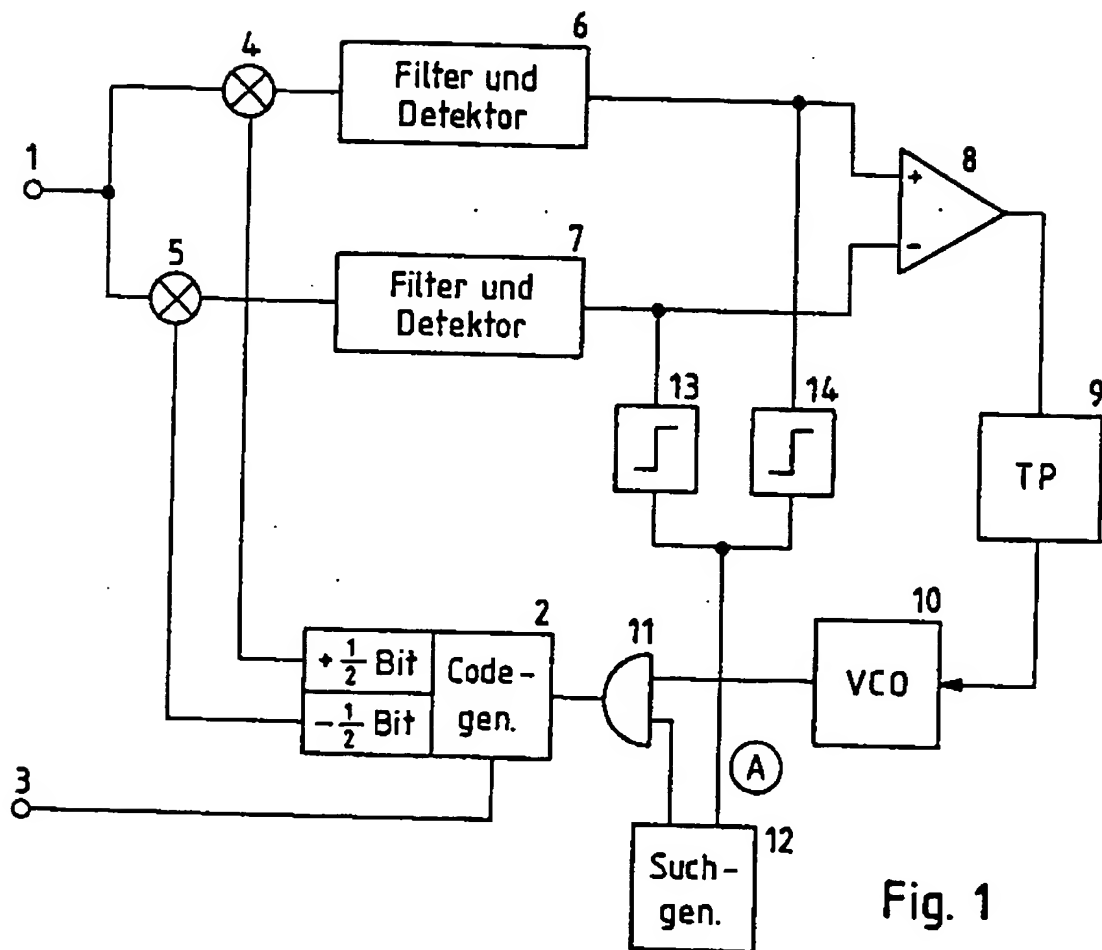 6
4
Filter und
Detektor
1
8
+
−
5
7
Filter und
Detektor
13
14
9
TP
2
11
10
+ 1/2 Bit
Code-
gen.
− 1/2 Bit
VCO
3
A
12
Such-
gen.
Fig. 1